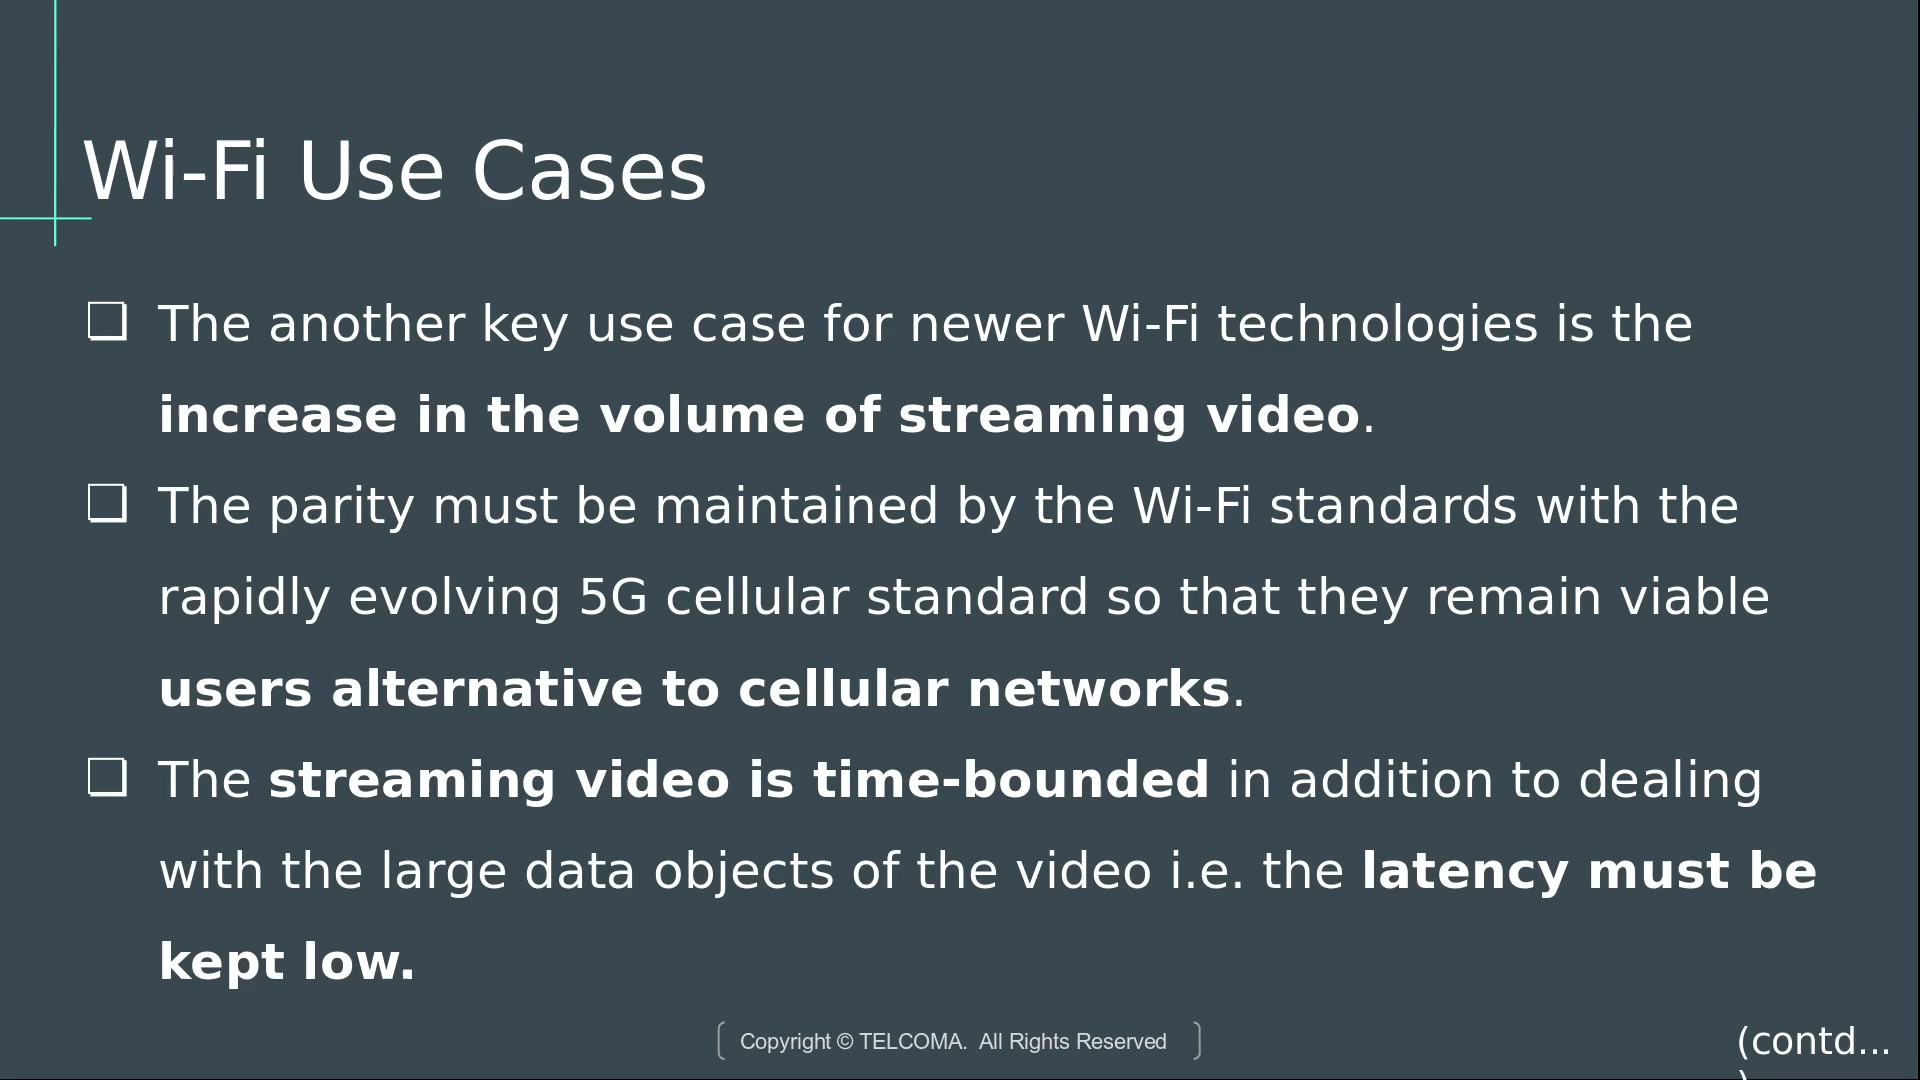 Wi-Fi Use Cases
❑ The another key use case for newer Wi-Fi technologies is the
increase in the volume of streaming video.
❑ The parity must be maintained by the Wi-Fi standards with the
rapidly evolving 5G cellular standard so that they remain viable
users alternative to cellular networks.
❑ The streaming video is time-bounded in addition to dealing
with the large data objects of the video i.e. the latency must be
kept low.
Copyright © TELCOMA. All Rights Reserved
(contd...
)